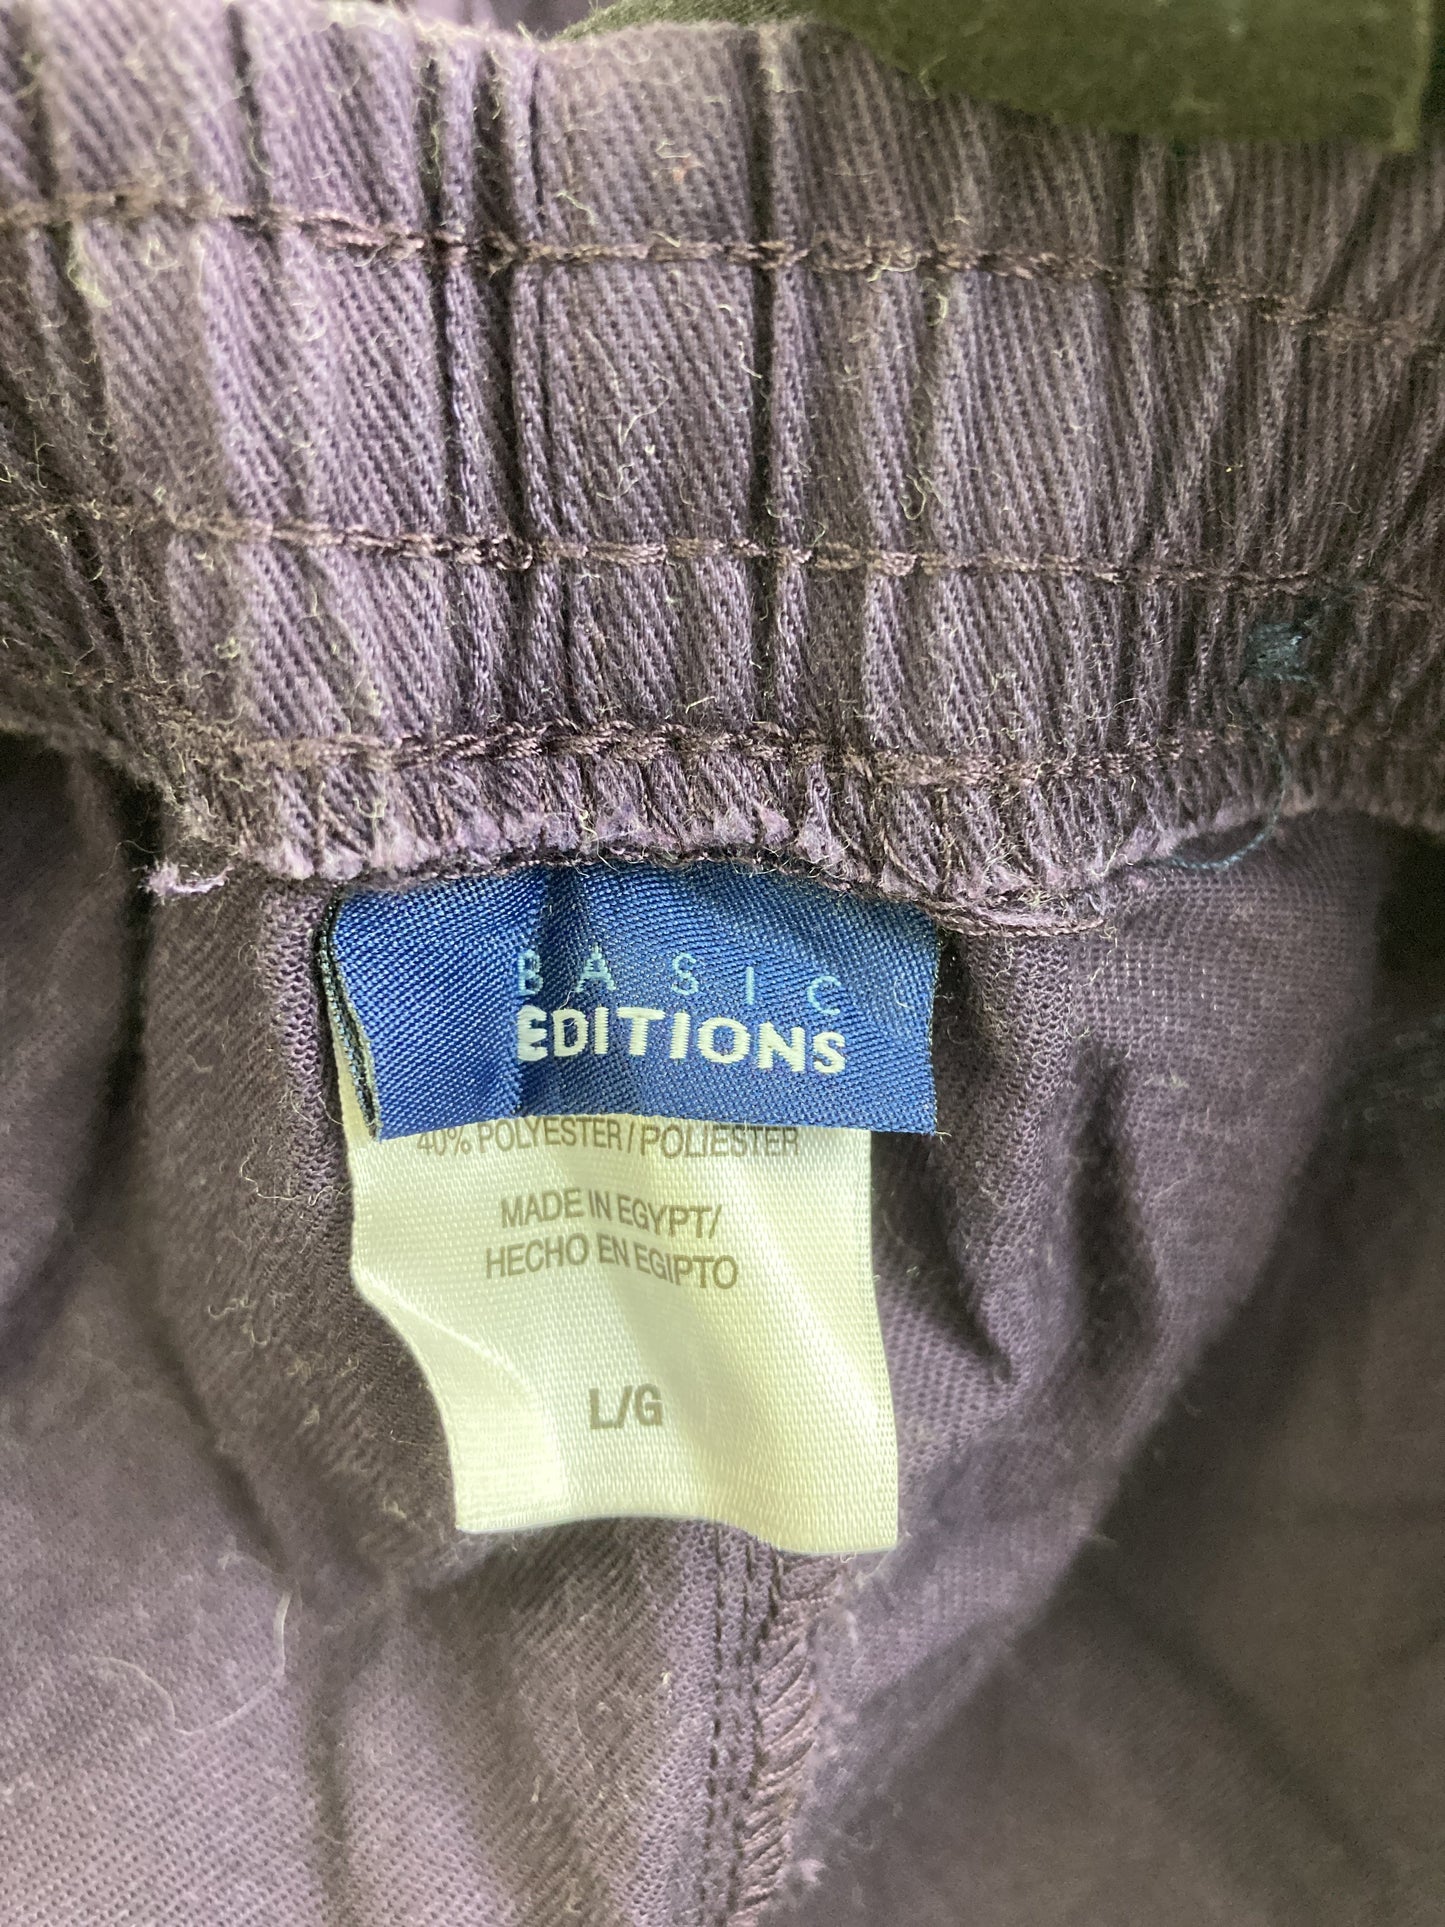 BASIC
EDITIONS
40% POLYESTER/POLIESTER
MADE IN EGYPT/
HECHO EN EGIPTO
L/G